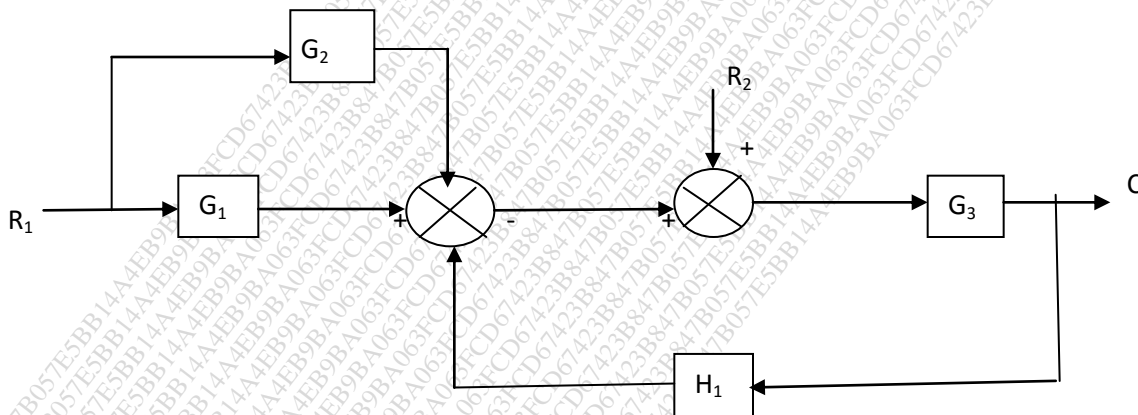 G₂
R₂
+
C
G₁
G₃
R₁
+
-
+
H₁